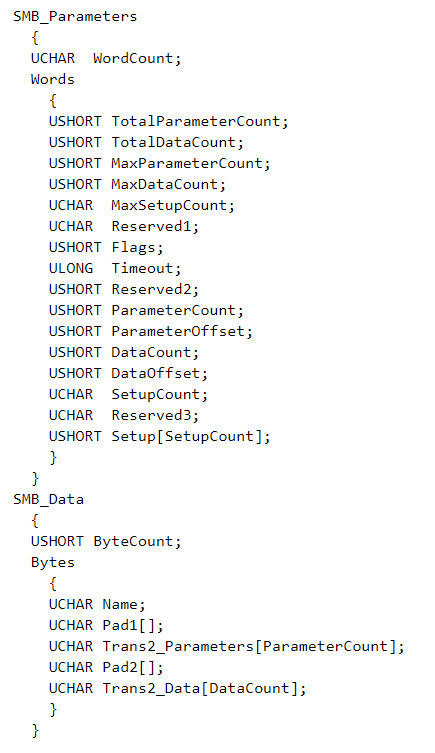 SMB_Parameters
{
UCHAR  WordCount;
Words
{
USHORT TotalParameterCount;
USHORT TotalDataCount;
USHORT MaxParameterCount;
USHORT MaxDataCount;
UCHAR  MaxSetupCount;
UCHAR  Reserved1;
USHORT Flags;
ULONG  Timeout;
USHORT Reserved2;
USHORT ParameterCount;
USHORT ParameterOffset;
USHORT DataCount;
USHORT DataOffset;
UCHAR  SetupCount;
UCHAR  Reserved3;
USHORT Setup[SetupCount];
}
}
SMB_Data
{
USHORT ByteCount;
Bytes
{
UCHAR Name;
UCHAR Pad1[];
UCHAR Trans2_Parameters[ParameterCount];
UCHAR Pad2[];
UCHAR Trans2_Data[DataCount];
}
}